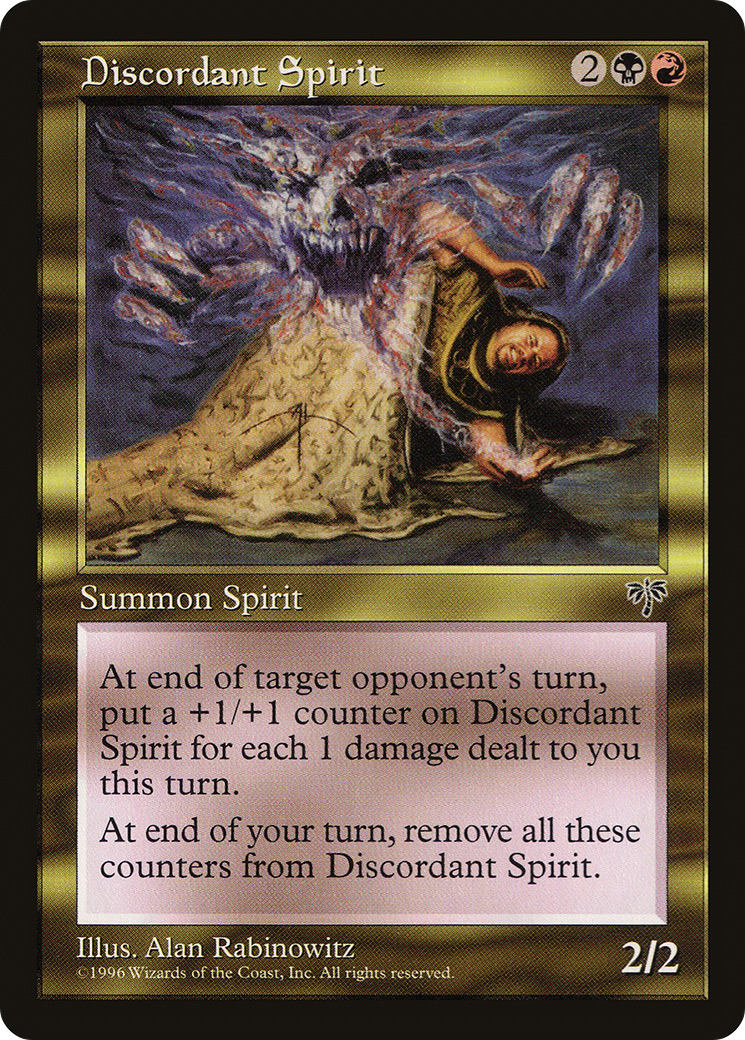 Discordant Spirit
2
Summon Spirit
At end of target opponent's turn,
put a +1/+1 counter on Discordant
Spirit for each 1 damage dealt to you
this turn.
At end of your turn, remove all these
counters from Discordant Spirit.
Illus. Alan Rabinowitz
©1996 Wizards of the Coast, Inc. All rights reserved.
2/2